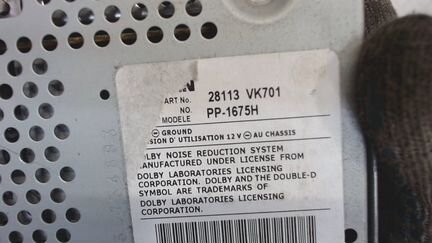 ART No. 28113 VK701
NO.
MODELE PP-1675H
⊖ GROUND
SION D'UTILISATION 12 V ⊖ AU CHASSIS
OLBY NOISE REDUCTION SYSTEM
ANUFACTURED UNDER LICENSE FROM
DOLBY LABORATORIES LICENSING
CORPORATION. DOLBY AND THE DOUBLE-D
SYMBOL ARE TRADEMARKS OF
DOLBY LABORATORIES LICENSING
CORPORATION.